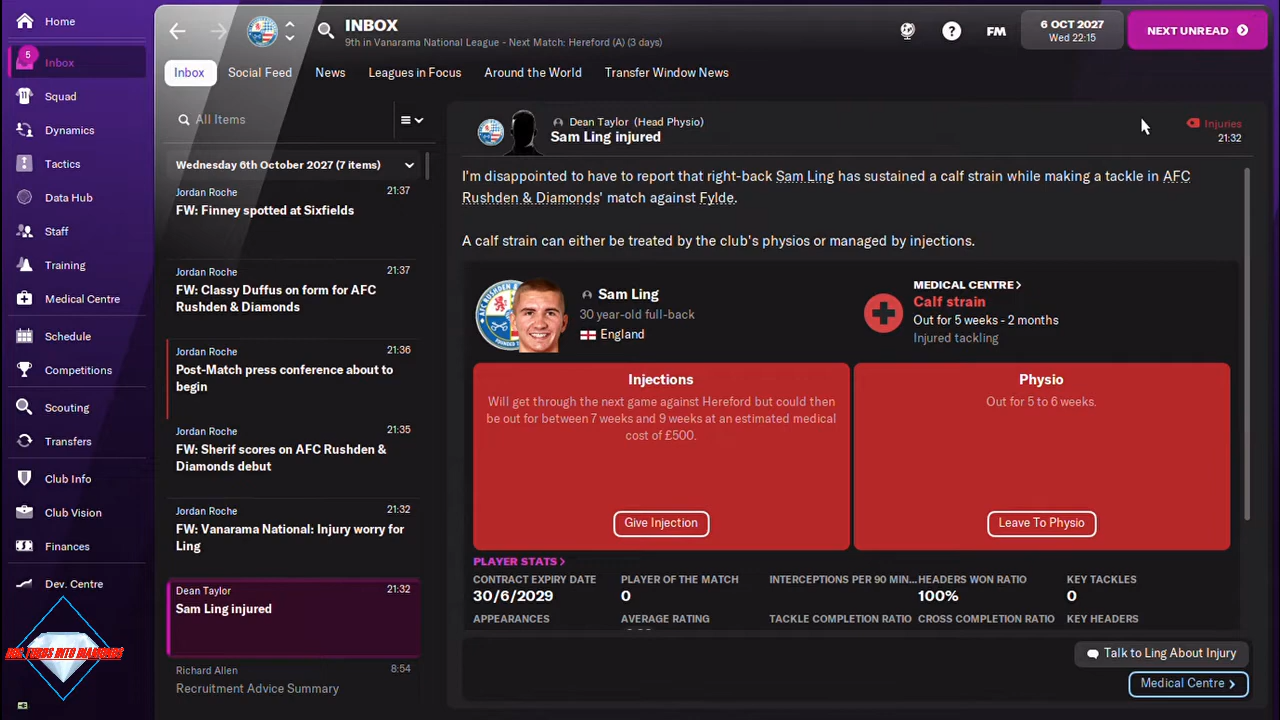 Home
5
Inbox
11
Squad
Dynamics
Tactics
Data Hub
Staff
Training
Medical Centre
Schedule
Competitions
Scouting
Transfers
Club Info
Club Vision
Finances
Dev. Centre
INBOX
9th in Vanarama National League - Next Match: Hereford (A) (3 days)
?
FM
6 OCT 2027
Wed 22:15
NEXT UNREAD
Inbox
Social Feed
News
Leagues in Focus
Around the World
Transfer Window News
All Items
Wednesday 6th October 2027 (7 items)
Jordan Roche
21:37
FW: Finney spotted at Sixfields
Jordan Roche
21:37
FW: Classy Duffus on form for AFC
Rushden & Diamonds
Jordan Roche
21:36
Post-Match press conference about to
begin
Jordan Roche
21:35
FW: Sherif scores on AFC Rushden &
Diamonds debut
Jordan Roche
21:32
FW: Vanarama National: Injury worry for
Ling
Dean Taylor
21:32
Sam Ling injured
Richard Allen
8:54
Recruitment Advice Summary
Dean Taylor (Head Physio)
Sam Ling injured
Injuries
21:32
I'm disappointed to have to report that right-back Sam Ling has sustained a calf strain while making a tackle in AFC
Rushden & Diamonds' match against Fylde.
A calf strain can either be treated by the club's physios or managed by injections.
Sam Ling
30 year-old full-back
England
MEDICAL CENTRE >
Calf strain
Out for 5 weeks - 2 months
Injured tackling
Injections
Will get through the next game against Hereford but could then
be out for between 7 weeks and 9 weeks at an estimated medical
cost of £500.
Give Injection
Physio
Out for 5 to 6 weeks.
Leave To Physio
PLAYER STATS >
CONTRACT EXPIRY DATE
30/6/2029
PLAYER OF THE MATCH
0
INTERCEPTIONS PER 90 MIN...
HEADERS WON RATIO
100%
KEY TACKLES
0
APPEARANCES
AVERAGE RATING
TACKLE COMPLETION RATIO
CROSS COMPLETION RATIO
KEY HEADERS
Talk to Ling About Injury
Medical Centre >